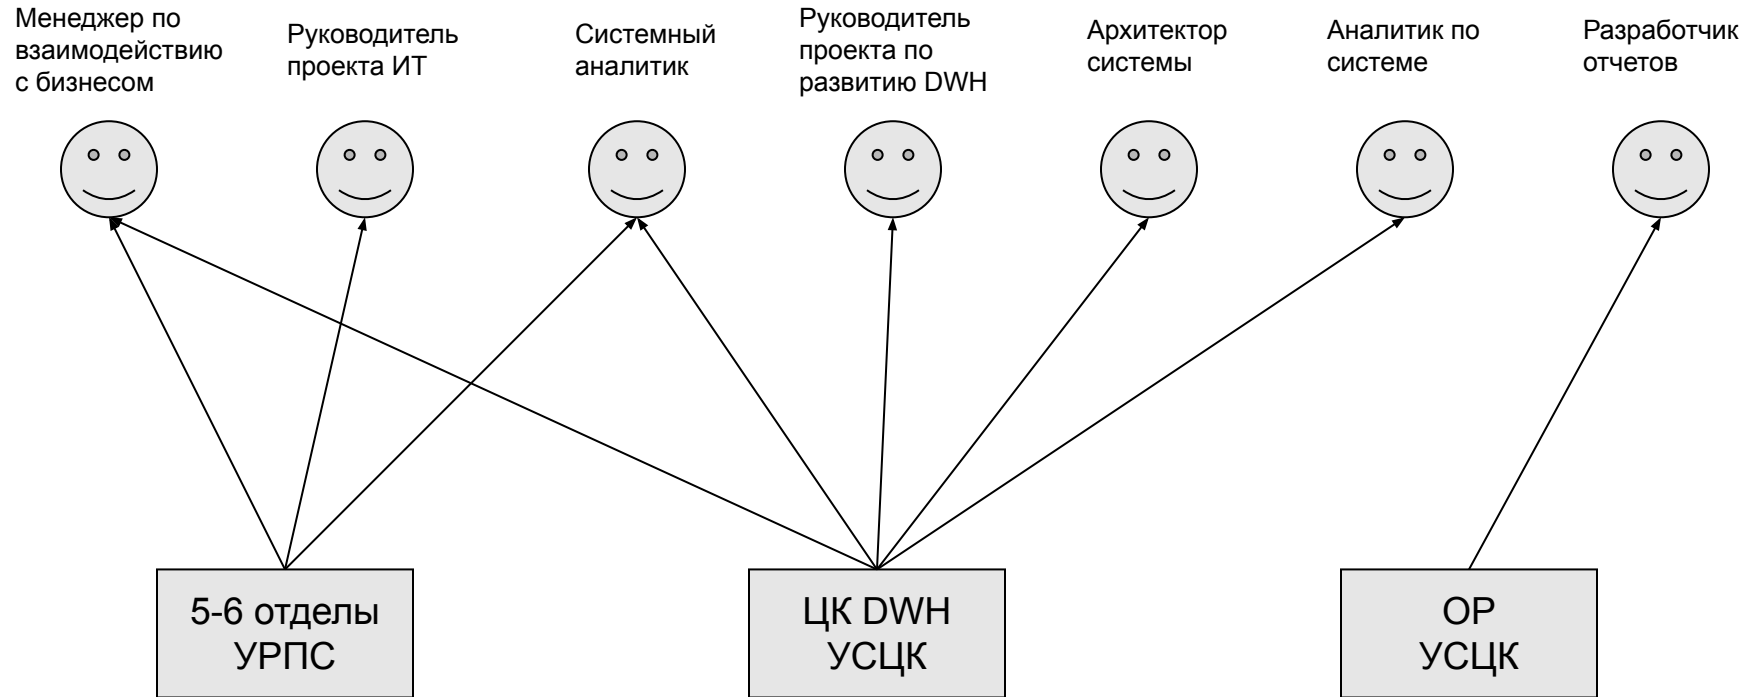 Менеджер по
взаимодействию
с бизнесом
Руководитель
проекта ИТ
Системный
аналитик
Руководитель
проекта по
развитию DWH
Архитектор
системы
Аналитик по
системе
Разработчик
отчетов
5-6 отделы
УРПС
ЦК DWH
УСЦК
ОР
УСЦК